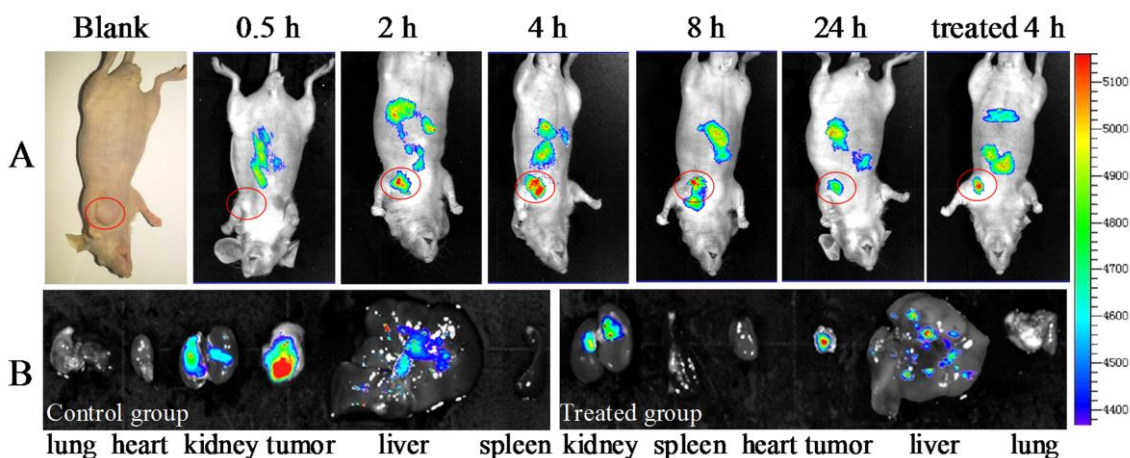 Blank 0.5 h 2 h 4 h 8 h 24 h treated 4 h
A
5000
5100
4900
4800
4700
4600
4500
4400
B
Control group Treated group
lung heart kidney tumor liver spleen kidney spleen heart tumor liver lung